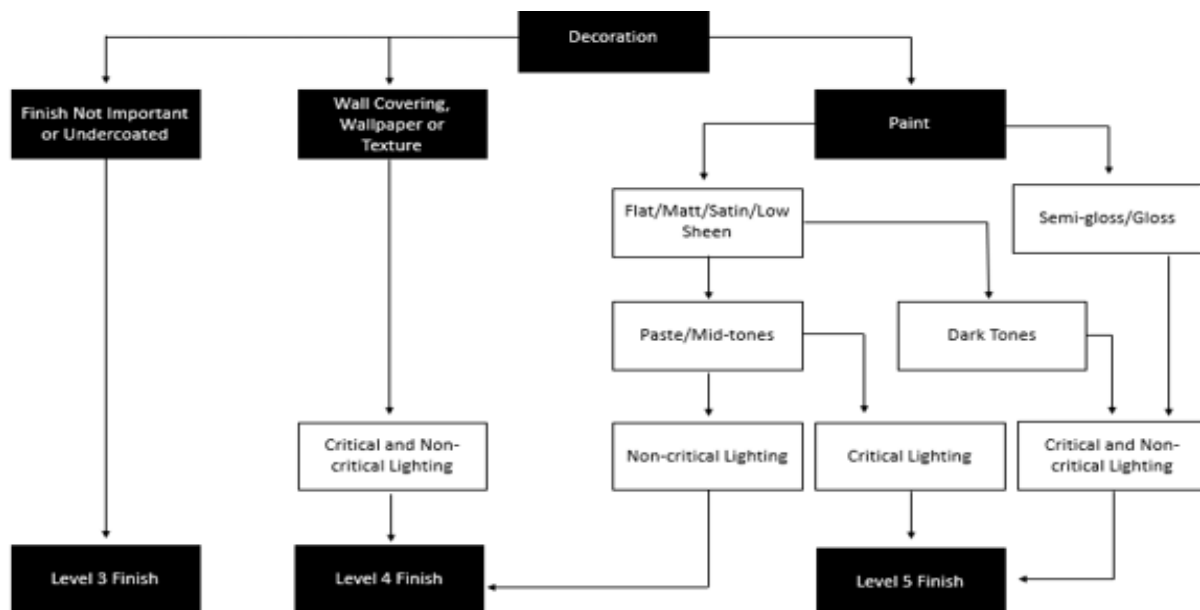 Decoration
Finish Not Important
or Undercoated
Wall Covering,
Wallpaper or
Texture
Paint
Flat/Matt/Satin/Low
Sheen
Semi-gloss/Gloss
Paste/Mid-tones
Dark Tones
Critical and Non-
critical Lighting
Non-critical Lighting
Critical Lighting
Critical and Non-
critical Lighting
Level 3 Finish
Level 4 Finish
Level 5 Finish